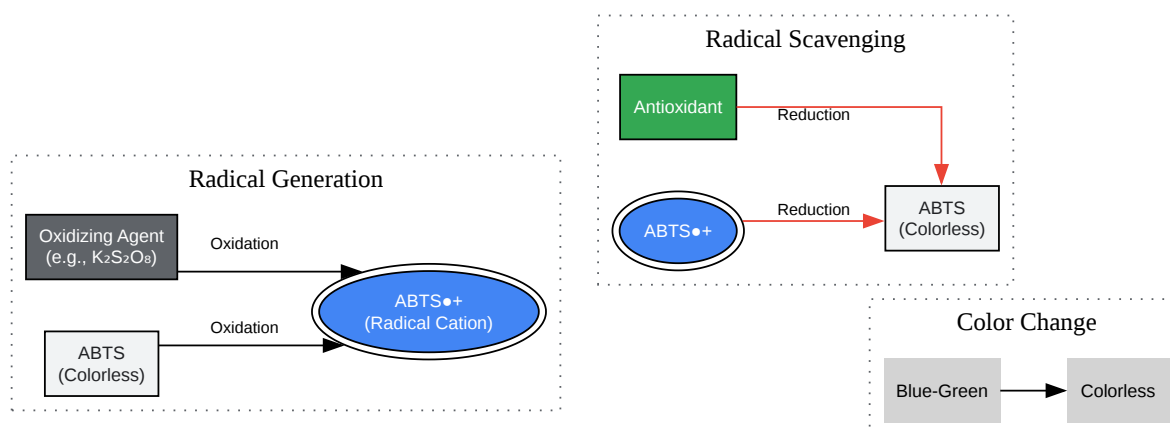 Radical Generation
Oxidizing Agent
(e.g., K₂S₂O₈)
Oxidation
ABTS
(Colorless)
Oxidation
ABTS●+
(Radical Cation)
Radical Scavenging
Antioxidant
Reduction
ABTS●+
Reduction
ABTS
(Colorless)
Color Change
Blue-Green
Colorless